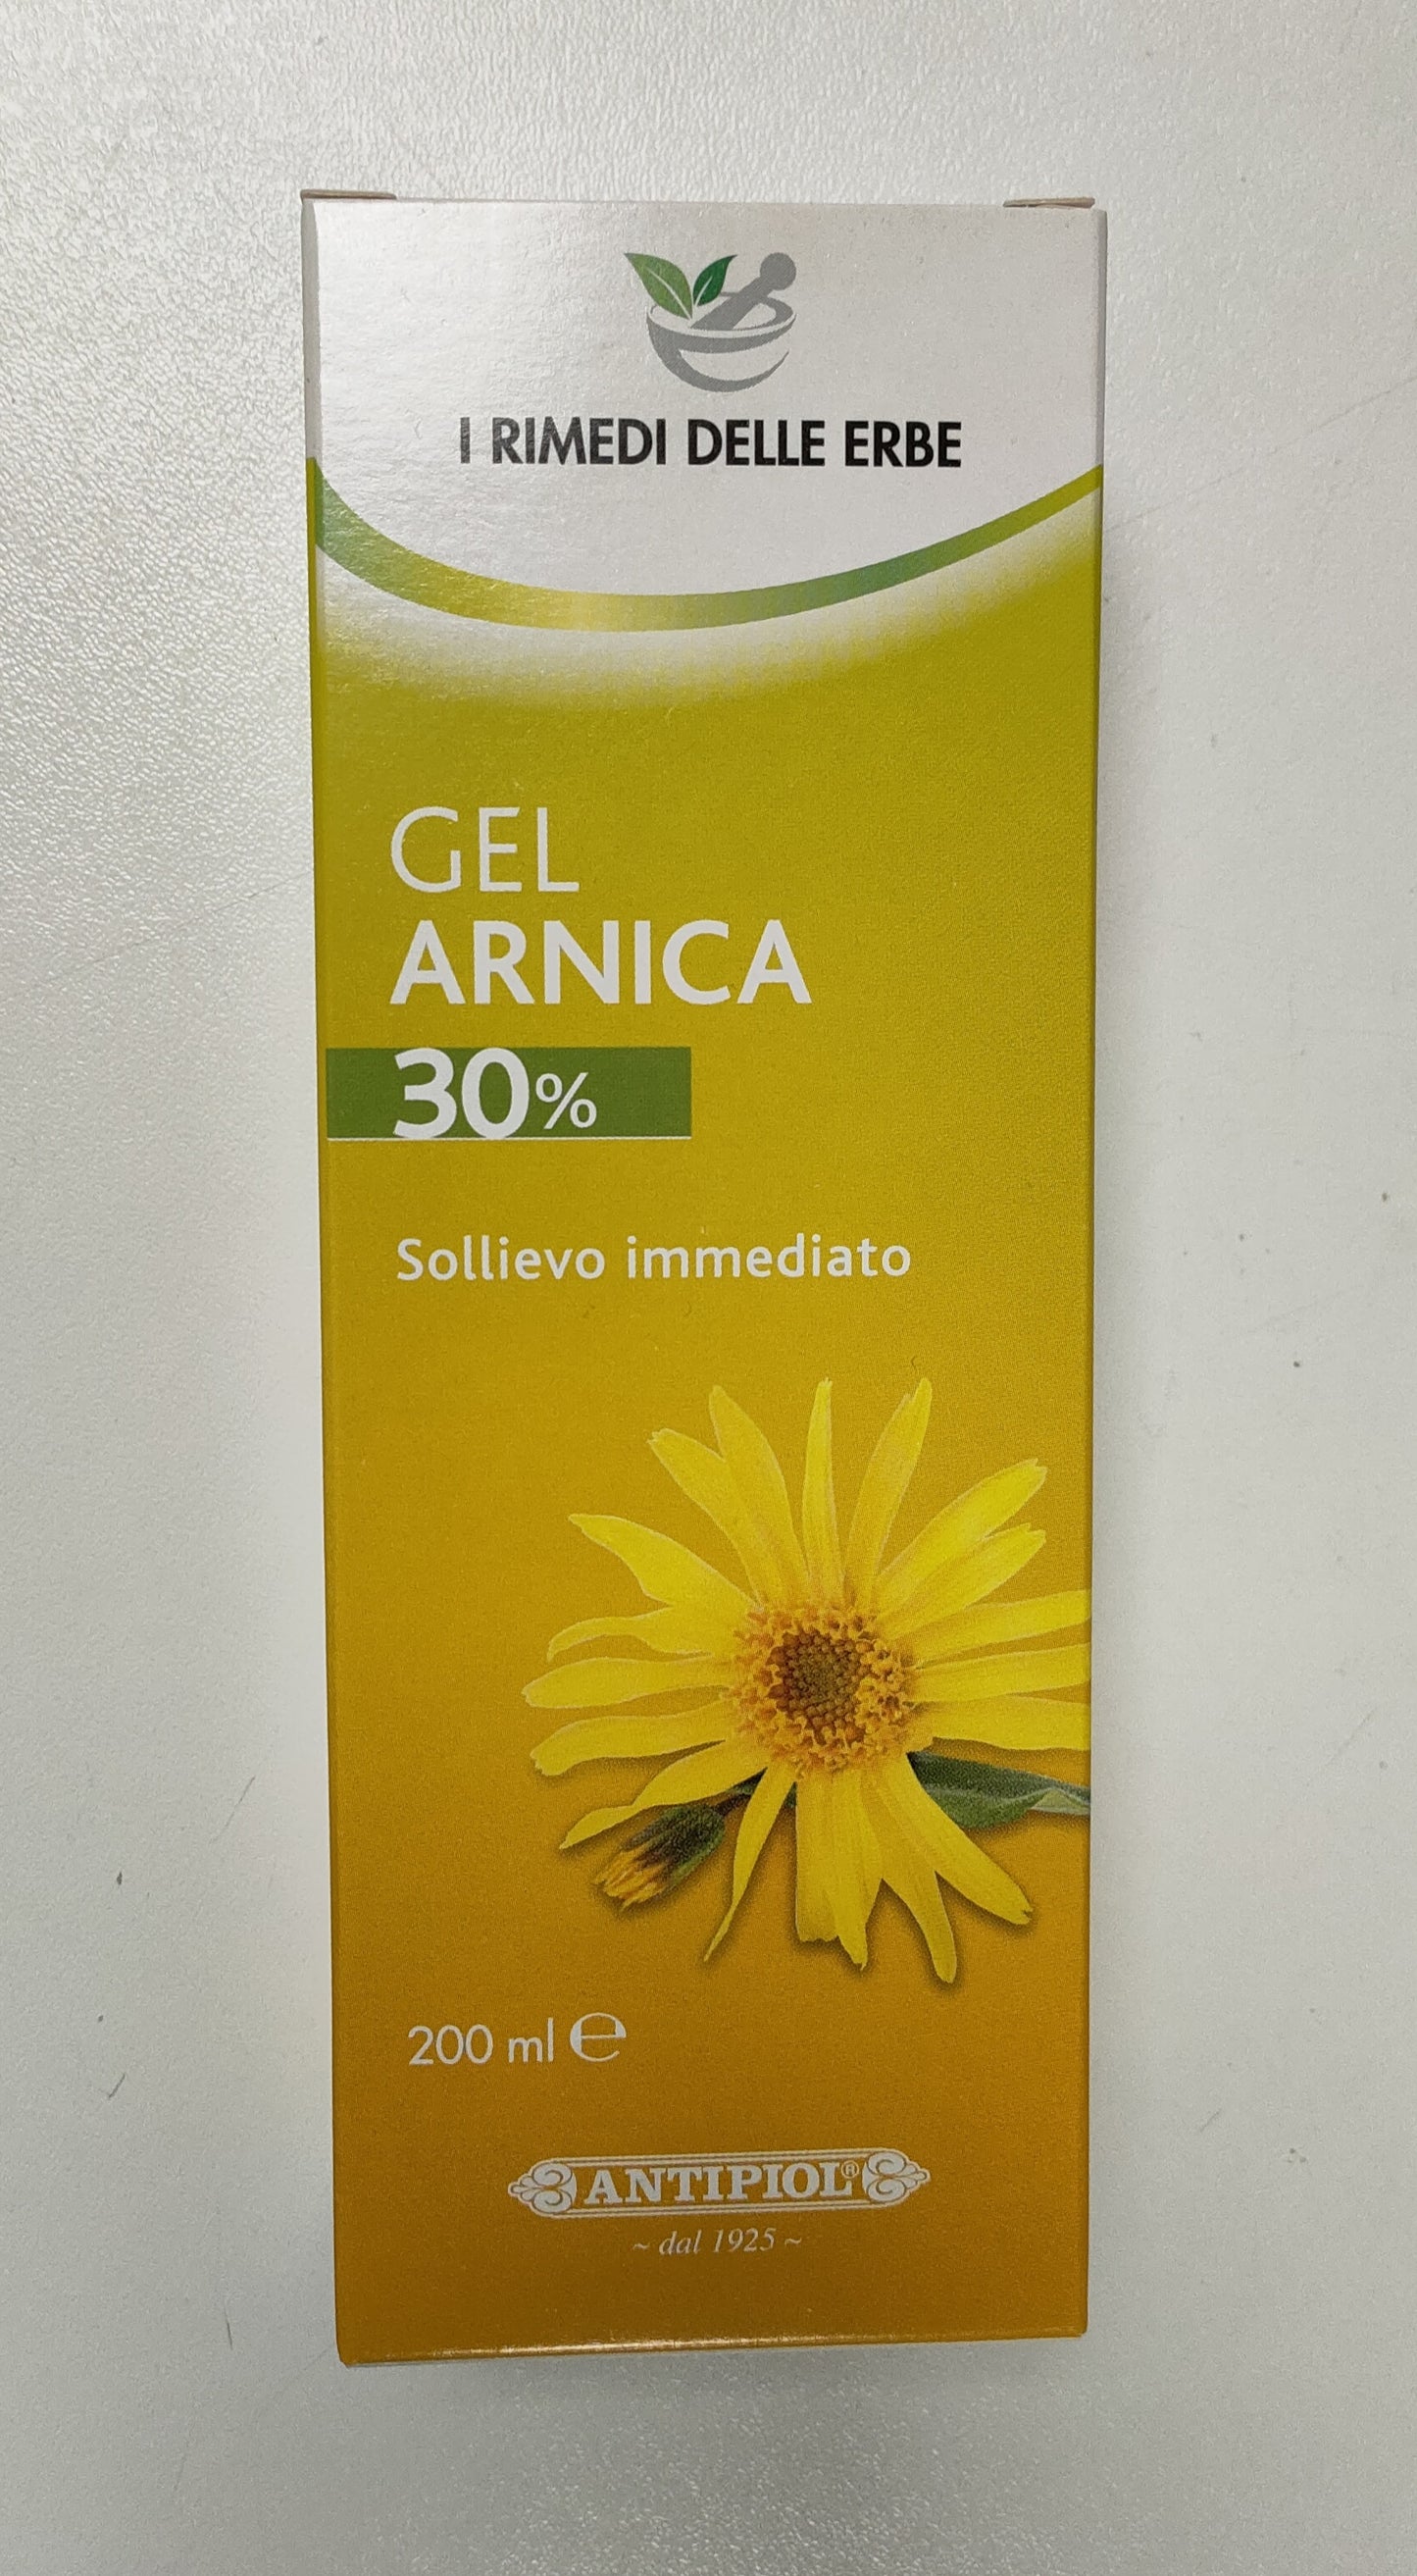 I RIMEDI DELLE ERBE
GEL
ARNICA
30%
Sollievo immediato
200 ml ℮
ANTIPIOL®
~ dal 1925 ~